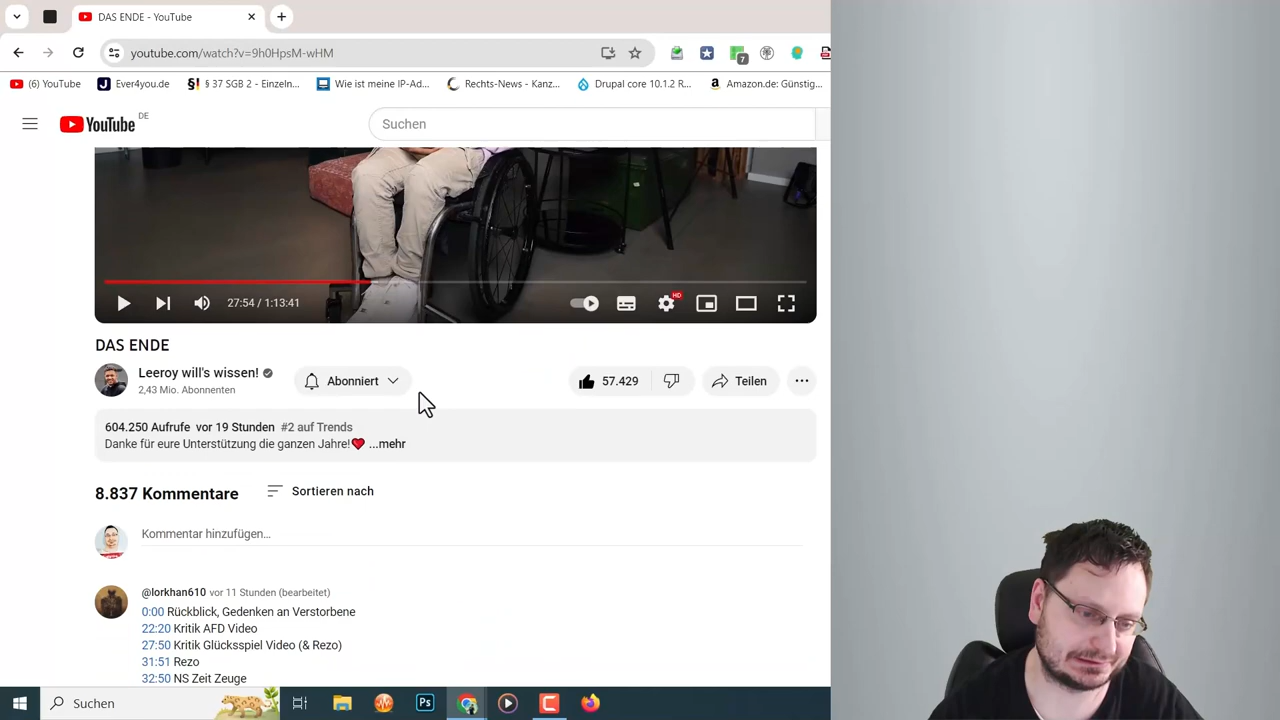 DAS ENDE - YouTube
youtube.com/watch?v=9h0HpsM-wHM
7
(6) YouTube
Ever4you.de
§ 37 SGB 2 - Einzeln...
Wie ist meine IP-Ad...
Rechts-News - Kanz...
Drupal core 10.1.2 R...
Amazon.de: Günstig...
YouTube DE
Suchen
27:54 / 1:13:41
HD
DAS ENDE
Leeroy will's wissen!
2,43 Mio. Abonnenten
Abonniert
57.429
Teilen
604.250 Aufrufe vor 19 Stunden #2 auf Trends
Danke für eure Unterstützung die ganzen Jahre!❤ ...mehr
8.837 Kommentare
Sortieren nach
Kommentar hinzufügen...
@lorkhan610 vor 11 Stunden (bearbeitet)
0:00 Rückblick, Gedenken an Verstorbene
22:20 Kritik AFD Video
27:50 Kritik Glücksspiel Video (& Rezo)
31:51 Rezo
32:50 NS Zeit Zeuge
Suchen
Ps